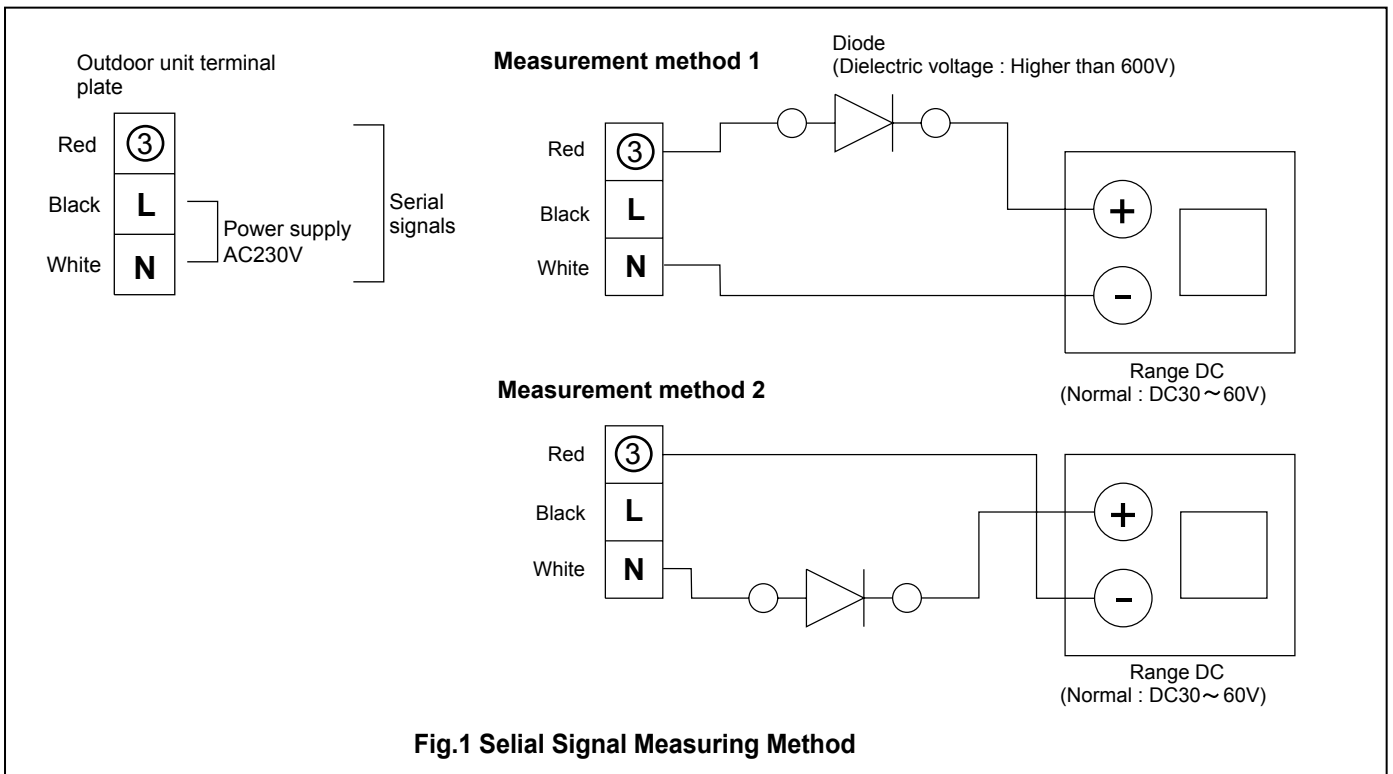 Outdoor unit terminal
plate
Red
③
Black
L
White
N
Power supply
AC230V
Serial
signals
Measurement method 1
Diode
(Dielectric voltage : Higher than 600V)
Red
③
Black
L
White
N
+
-
Range DC
(Normal : DC30～60V)
Measurement method 2
Red
③
Black
L
White
N
+
-
Range DC
(Normal : DC30～60V)
Fig.1 Selial Signal Measuring Method